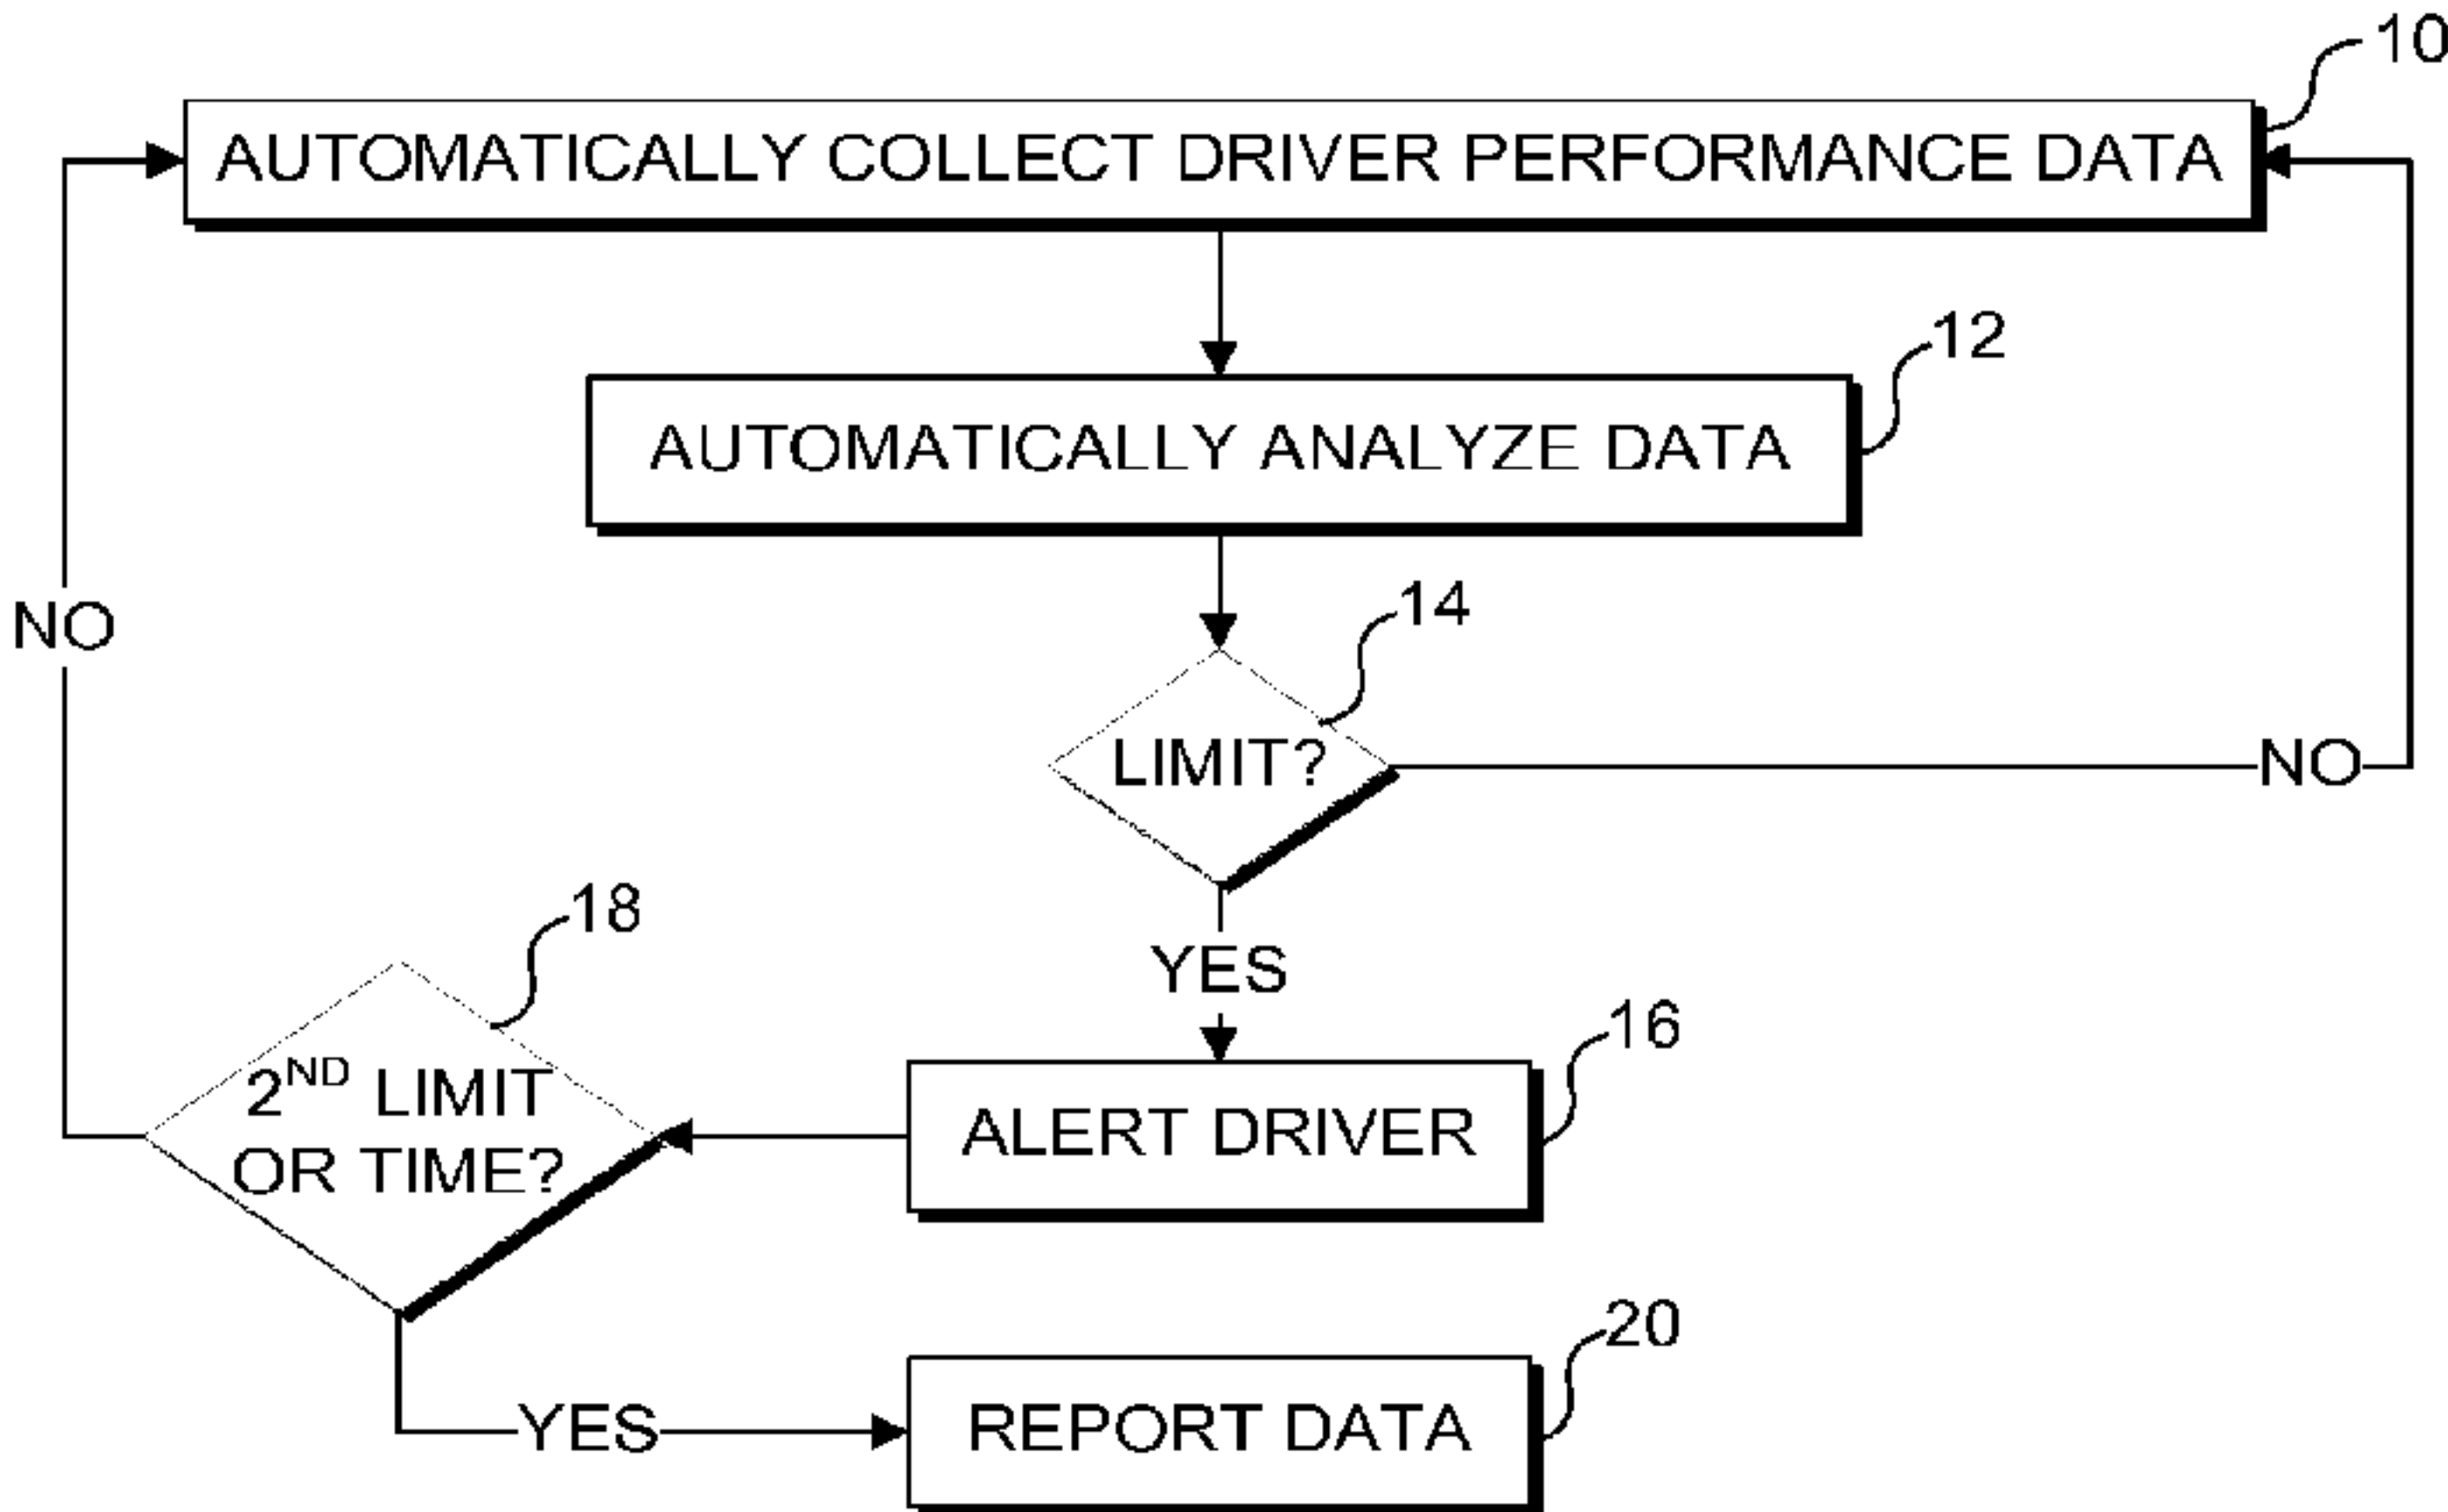 10
AUTOMATICALLY COLLECT DRIVER PERFORMANCE DATA
12
AUTOMATICALLY ANALYZE DATA
NO
14
LIMIT?
NO
18
YES
16
2ND LIMIT
OR TIME?
ALERT DRIVER
20
YES
REPORT DATA